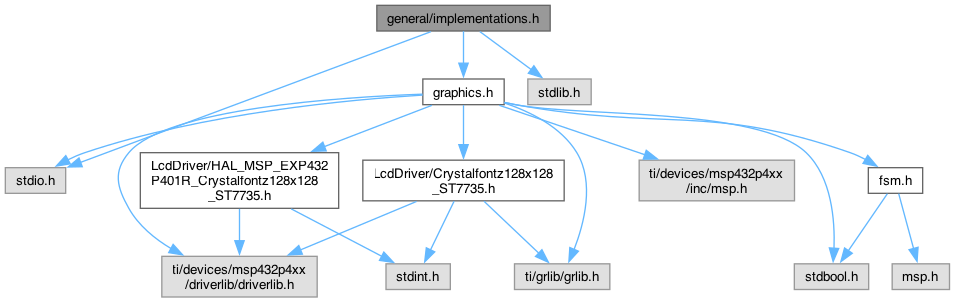 general/implementations.h
graphics.h
stdlib.h
stdio.h
LcdDriver/HAL_MSP_EXP432
P401R_Crystalfontz128x128
_ST7735.h
LcdDriver/Crystalfontz128x128
_ST7735.h
ti/devices/msp432p4xx
/inc/msp.h
fsm.h
ti/devices/msp432p4xx
/driverlib/driverlib.h
stdint.h
ti/grlib/grlib.h
stdbool.h
msp.h